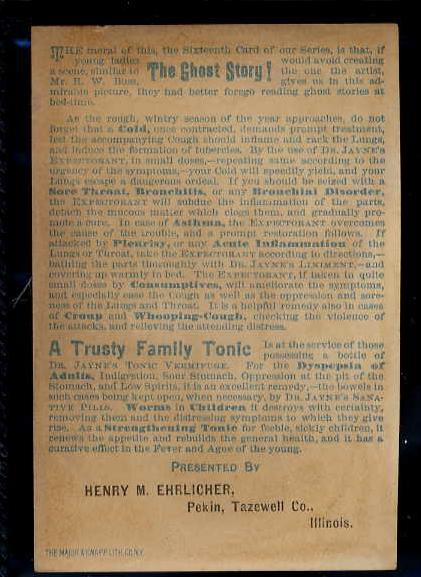 THE moral of this, the Sixteenth Card of our Series, is that, if
young ladies would avoid creating
a scene, similar to The Ghost Story! the one the artist,
Mr. R. W. Buss, gives us in this ad-
mirable picture, they had better forego reading ghost stories at
bed-time.
As the rough, wintry season of the year approaches, do not
forget that a Cold, once contracted, demands prompt treatment,
lest the accompanying Cough should inflame and rack the Lungs,
and induce the formation of tubercles. By the use of DR. JAYNE'S
EXPECTORANT, in small doses,—repeating same according to the
urgency of the symptoms,—your Cold will speedily yield, and your
Lungs escape a dangerous ordeal. If you should be seized with a
Sore Throat, Bronchitis, or any Bronchial Disorder,
the EXPECTORANT will subdue the inflammation of the parts,
detach the mucous matter which clogs them, and gradually pro-
mote a cure. In case of Asthma, the EXPECTORANT overcomes
the cause of the trouble, and a prompt restoration follows. If
attacked by Pleurisy, or any Acute Inflammation of the
Lungs or Throat, take the EXPECTORANT according to directions,—
bathing the parts thoroughly with DR. JAYNE'S LINIMENT,—and
covering up warmly in bed. The EXPECTORANT, if taken in quite
small doses by Consumptives, will ameliorate the symptoms,
and especially ease the Cough as well as the oppression and sore-
ness of the Lungs and Throat. It is a helpful remedy also in cases
of Croup and Whooping-Cough, checking the violence of
the attacks, and relieving the attending distress.
A Trusty Family Tonic Is at the service of those
possessing a bottle of
DR. JAYNE'S TONIC VERMIFUGE. For the Dyspepsia of
Adults, Indigestion, Sour Stomach, Oppression at the pit of the
Stomach, and Low Spirits, it is an excellent remedy,—the bowels in
such cases being kept open, when necessary, by DR. JAYNE'S SANA-
TIVE PILLS. Worms in Children it destroys with certainty,
removing them and the distressing symptoms to which they give
rise. As a Strengthening Tonic for feeble, sickly children, it
renews the appetite and rebuilds the general health, and it has a
curative effect in the Fever and Ague of the young.
PRESENTED BY
HENRY M. EHRLICHER,
Pekin, Tazewell Co.,
Illinois.
THE MAJOR & KNAPP LITH. CO. N.Y.